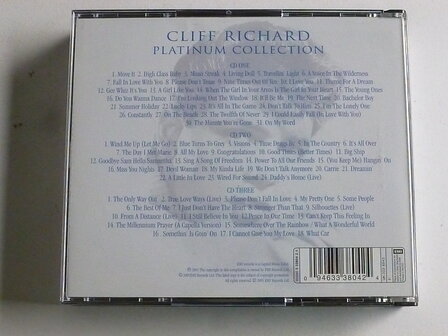 CLIFF RICHARD
PLATINUM COLLECTION
CD ONE
1. Move It 2. High Class Baby 3. Mean Streak 4. Living Doll 5. Travellin' Light 6. A Voice In The Wilderness
7. Fall In Love With You 8. Please Don't Tease 9. Nine Times Out Of Ten 10. I Love You 11. Theme For A Dream
12. Gee Whiz It's You 13. A Girl Like You 14. When The Girl In Your Arms Is The Girl In Your Heart 15. The Young Ones
16. Do You Wanna Dance 17. I'm Looking Out The Window 18. It'll Be Me 19. The Next Time 20. Bachelor Boy
21. Summer Holiday 22. Lucky Lips 23. It's All In The Game 24. Don't Talk To Him 25. I'm The Lonely One
26. Constantly 27. On The Beach 28. The Twelfth Of Never 29. I Could Easily Fall (In Love With You)
30. The Minute You're Gone 31. On My Word
CD TWO
1. Wind Me Up (Let Me Go) 2. Blue Turns To Grey 3. Visions 4. Time Drags By 5. In The Country 6. It's All Over
7. The Day I Met Marie 8. All My Love 9. Congratulations 10. Good Times (Better Times) 11. Big Ship
12. Goodbye Sam Hello Samantha 13. Sing A Song Of Freedom 14. Power To All Our Friends 15. (You Keep Me) Hangin' On
16. Miss You Nights 17. Devil Woman 18. My Kinda Life 19. We Don't Talk Anymore 20. Carrie 21. Dreamin'
22. A Little In Love 23. Wired For Sound 24. Daddy's Home (Live)
CD THREE
1. The Only Way Out 2. True Love Ways (Live) 3. Please Don't Fall In Love 4. My Pretty One 5. Some People
6. The Best Of Me 7. I Just Don't Have The Heart 8. Stronger Than That 9. Silhouettes (Live)
10. From A Distance (Live) 11. I Still Believe In You 12. Peace In Our Time 13. Can't Keep This Feeling In
14. The Millennium Prayer (A Capella Version) 15. Somewhere Over The Rainbow / What A Wonderful World
16. Somethin' Is Goin' On 17. I Cannot Give You My Love 18. What Car
0 94633 38042 4